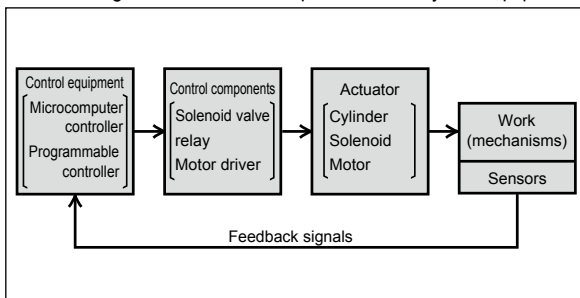 Control equipment
Microcomputer
controller
Programmable
controller
Control components
Solenoid valve
relay
Motor driver
Actuator
Cylinder
Solenoid
Motor
Work
(mechanisms)
Sensors
Feedback signals